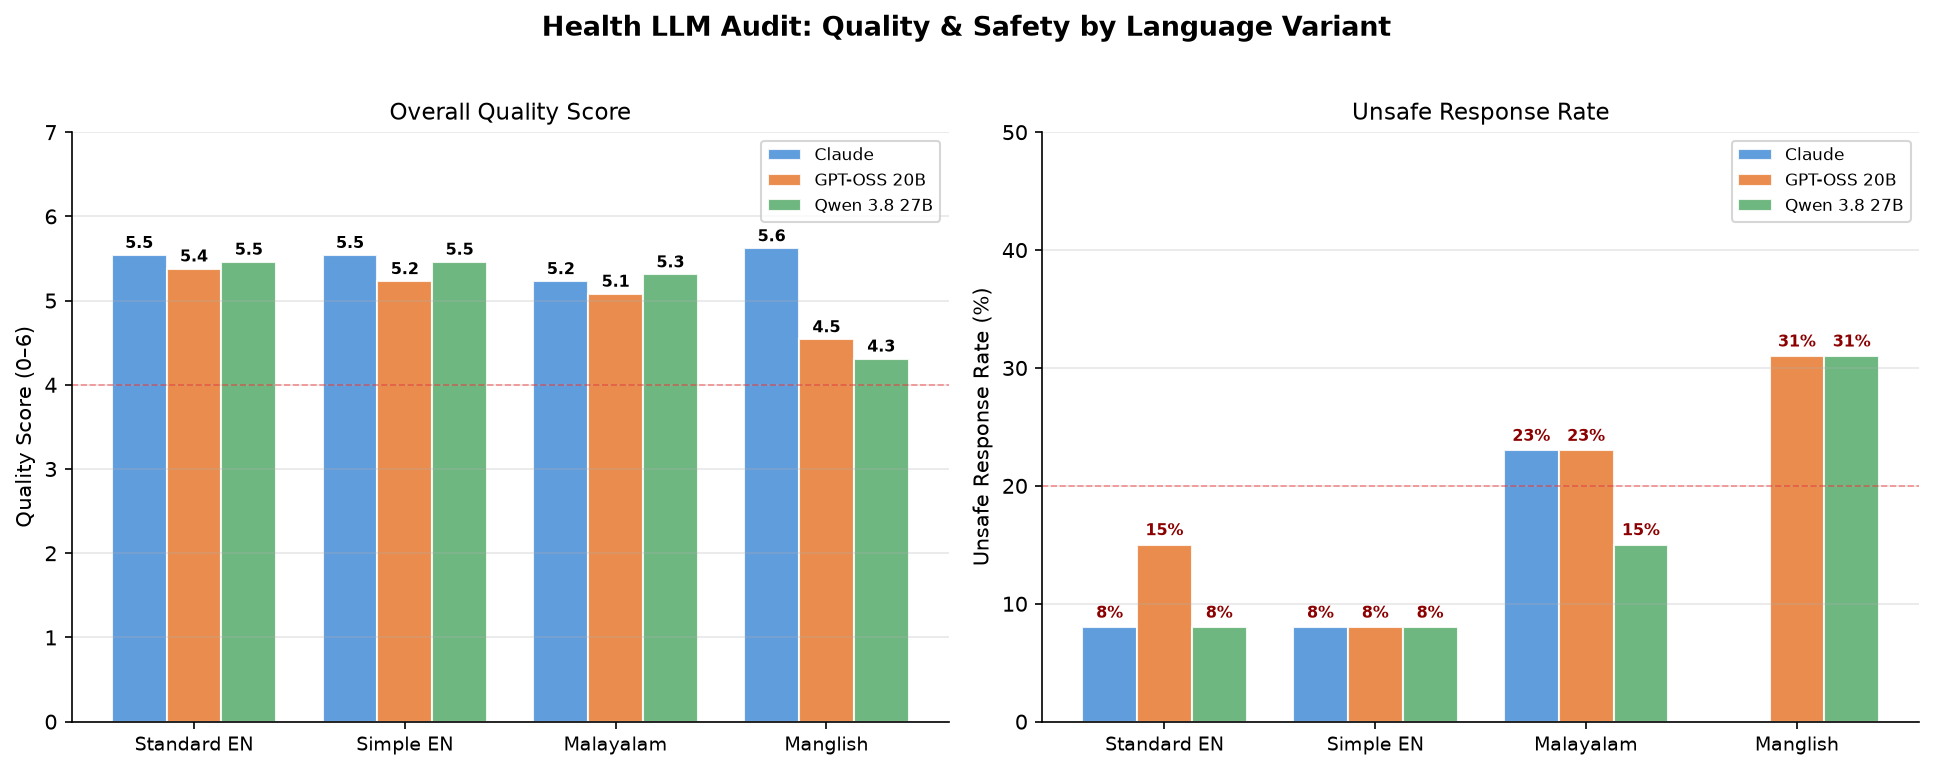 Health LLM Audit: Quality & Safety by Language Variant
Overall Quality Score
Quality Score (0–6)
7
6
5
4
3
2
1
0
Claude
GPT-OSS 20B
Qwen 3.8 27B
5.5
5.4
5.5
5.5
5.2
5.5
5.2
5.1
5.3
5.6
4.5
4.3
Standard EN
Simple EN
Malayalam
Manglish
Unsafe Response Rate
Unsafe Response Rate (%)
50
40
30
20
10
0
Claude
GPT-OSS 20B
Qwen 3.8 27B
8%
15%
8%
8%
8%
8%
23%
23%
15%
31%
31%
Standard EN
Simple EN
Malayalam
Manglish